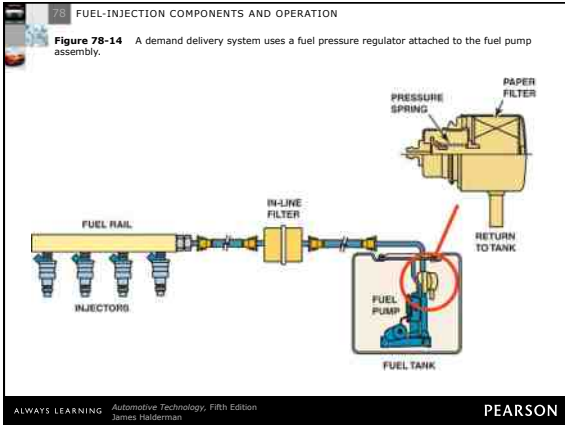 78 FUEL-INJECTION COMPONENTS AND OPERATION
Figure 78-14 A demand delivery system uses a fuel pressure regulator attached to the fuel pump
assembly.
PAPER
FILTER
PRESSURE
SPRING
IN-LINE
FILTER
FUEL RAIL
RETURN
TO TANK
INJECTORS
FUEL
PUMP
FUEL TANK
ALWAYS LEARNING
Automotive Technology, Fifth Edition
James Halderman
PEARSON